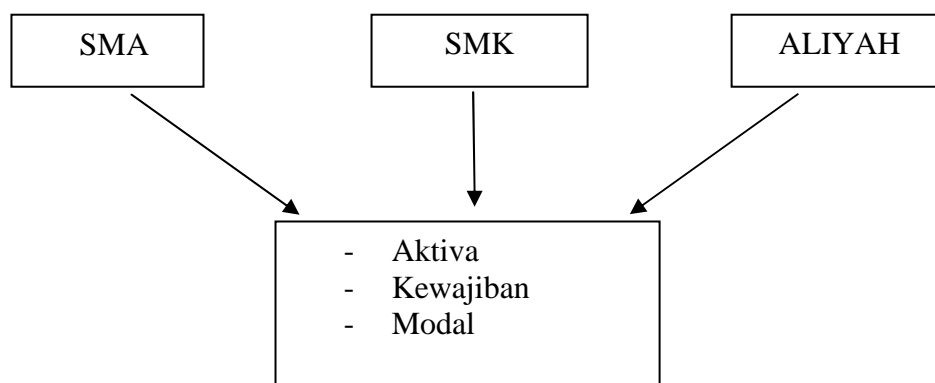 SMA
SMK
ALIYAH
- Aktiva
- Kewajiban
- Modal